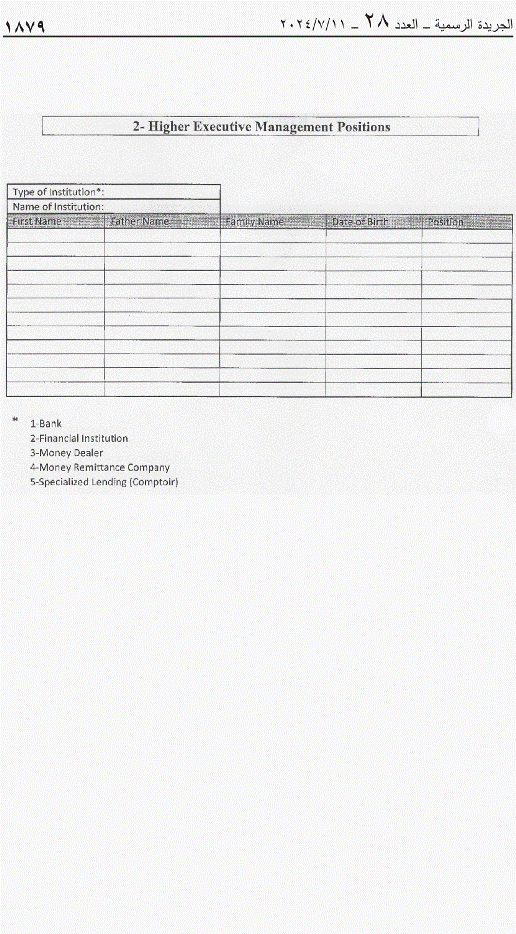 الجريدة الرسمية ــ العدد ٢٨ ــ ٢٠٢٤/٧/١١
١٨٧٩
2- Higher Executive Management Positions
Type of Institution*:
Name of Institution:
First Name Father Name Family Name Date of Birth Position
* 1-Bank
2-Financial Institution
3-Money Dealer
4-Money Remittance Company
5-Specialized Lending (Comptoir)